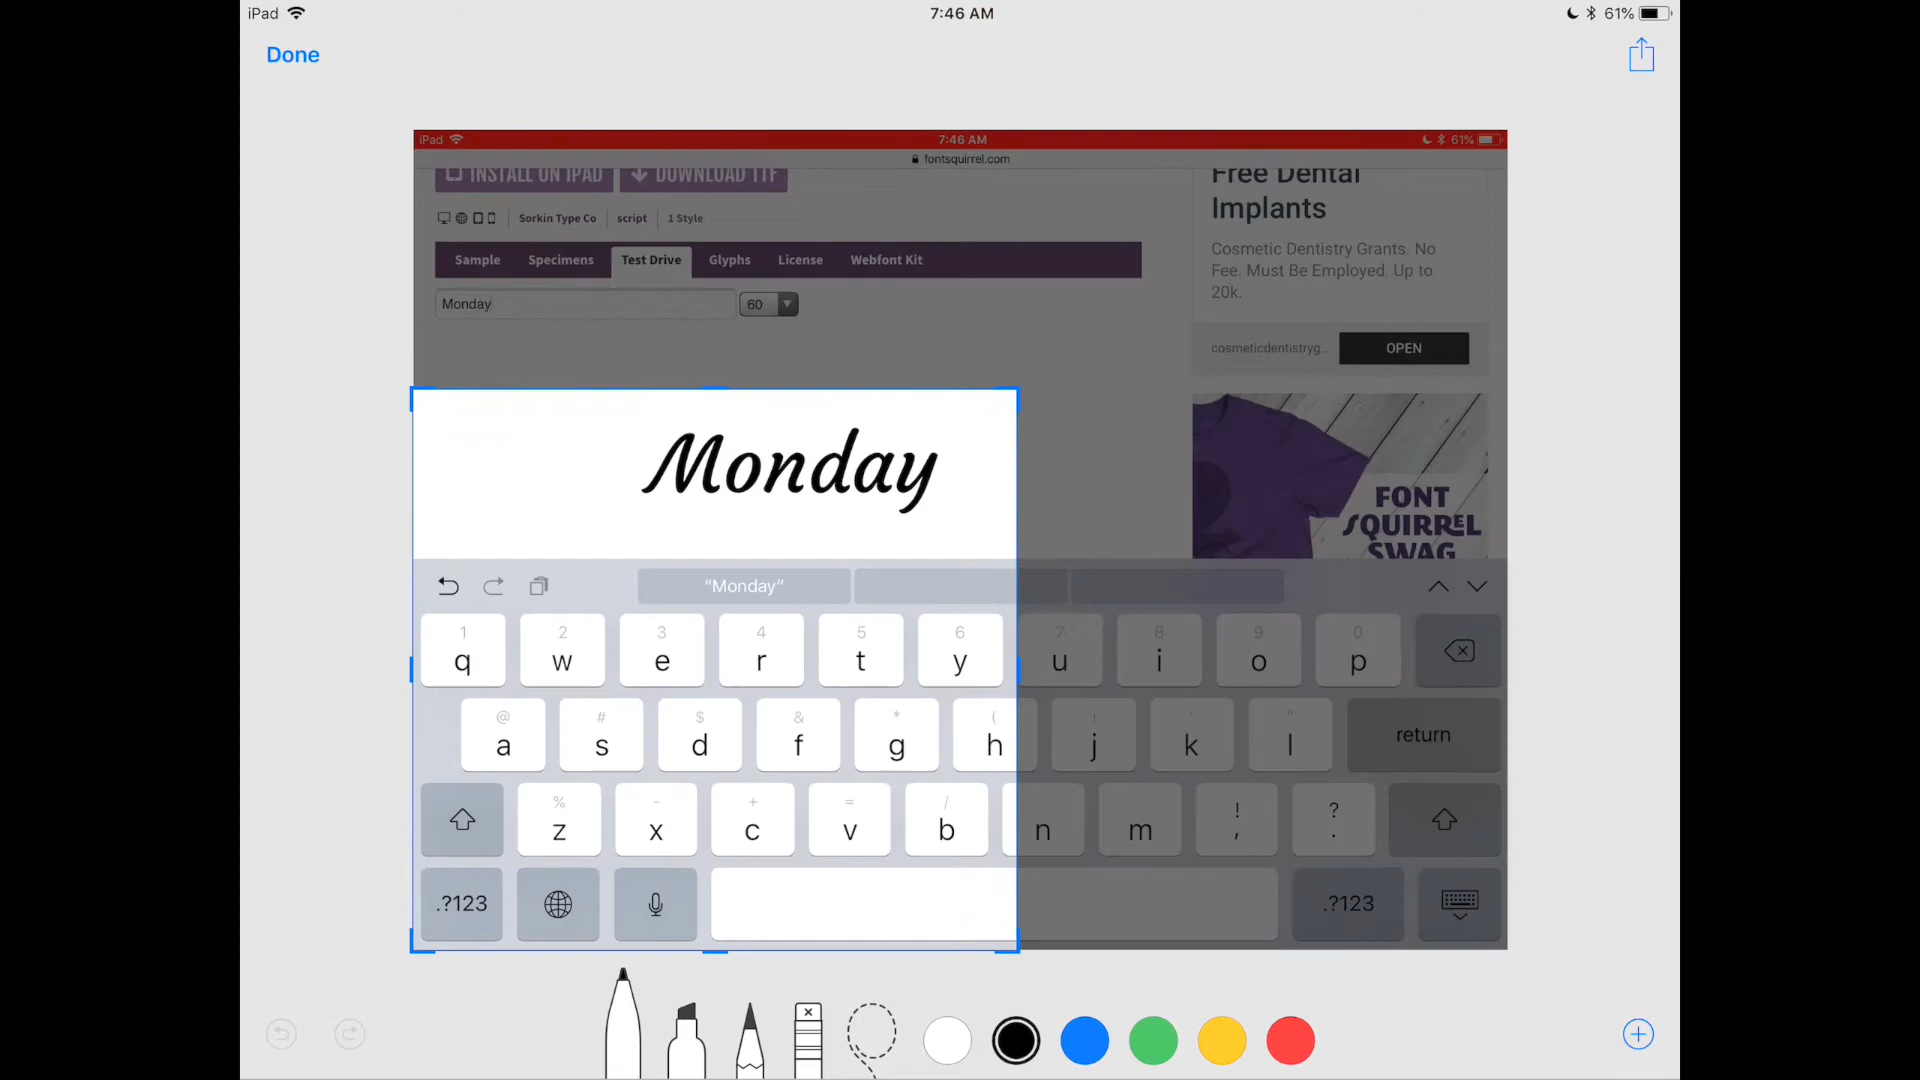 iPad 7:46 AM 61%
Done
iPad 7:46 AM 61%
fontsquirrel.com
INSTALL ON IPAD DOWNLOAD TTF
Sorkin Type Co script 1 Style
Sample Specimens Test Drive Glyphs License Webfont Kit
Monday 60
Free Dental
Implants
Cosmetic Dentistry Grants. No
Fee. Must Be Employed. Up to
20k.
cosmeticdentistryg... OPEN
Monday
FONT
SQUIRREL
SWAG
“Monday”
1 2 3 4 5 6 7 8 9 0
q w e r t y u i o p
@ # $ & * ( ) ' "
a s d f g h j k l return
% - + = / ! ?
z x c v b n m , .
.?123 .?123